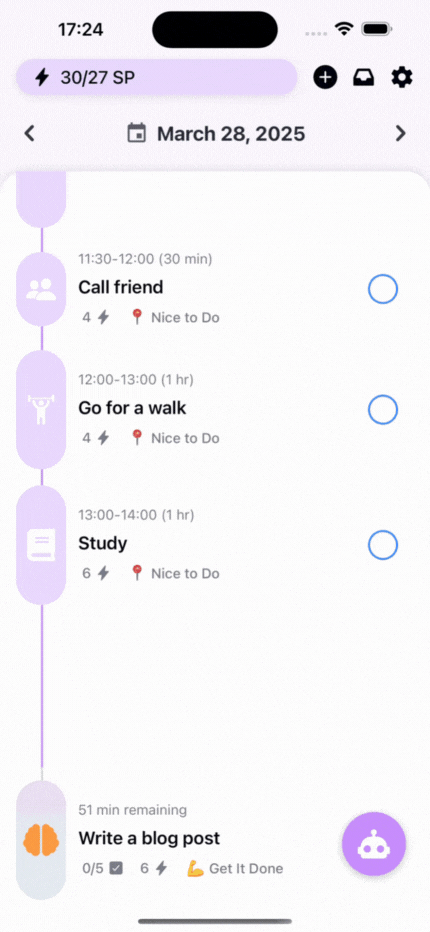 17:24
30/27 SP
March 28, 2025
11:30-12:00 (30 min)
Call friend
4 Nice to Do
12:00-13:00 (1 hr)
Go for a walk
4 Nice to Do
13:00-14:00 (1 hr)
Study
6 Nice to Do
51 min remaining
Write a blog post
0/5 6 Get It Done